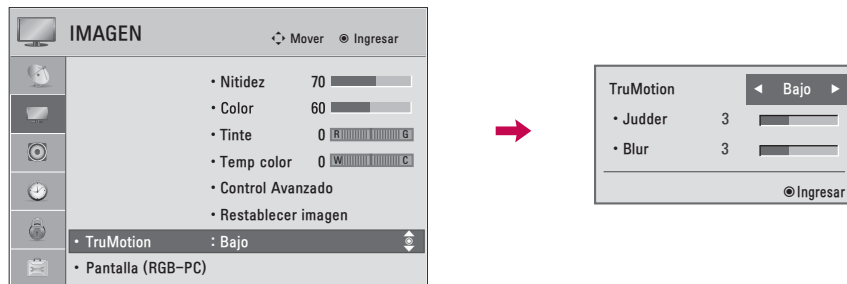 IMAGEN
Mover Ingresar
• Nitidez 70
• Color 60
• Tinte 0 R G
• Temp color 0 W C
• Control Avanzado
• Restablecer imagen
• TruMotion : Bajo
• Pantalla (RGB-PC)
TruMotion ◄ Bajo ►
• Judder 3
• Blur 3
Ingresar